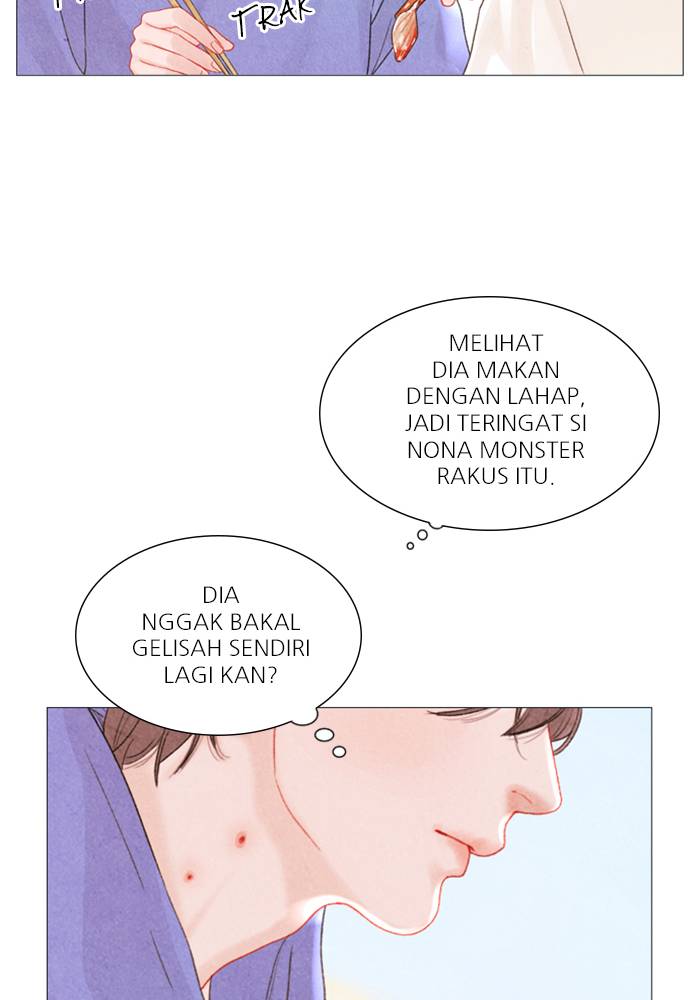 TRAK
MELIHAT
DIA MAKAN
DENGAN LAHAP,
JADI TERINGAT SI
NONA MONSTER
RAKUS ITU.
DIA
NGGAK BAKAL
GELISAH SENDIRI
LAGI KAN?